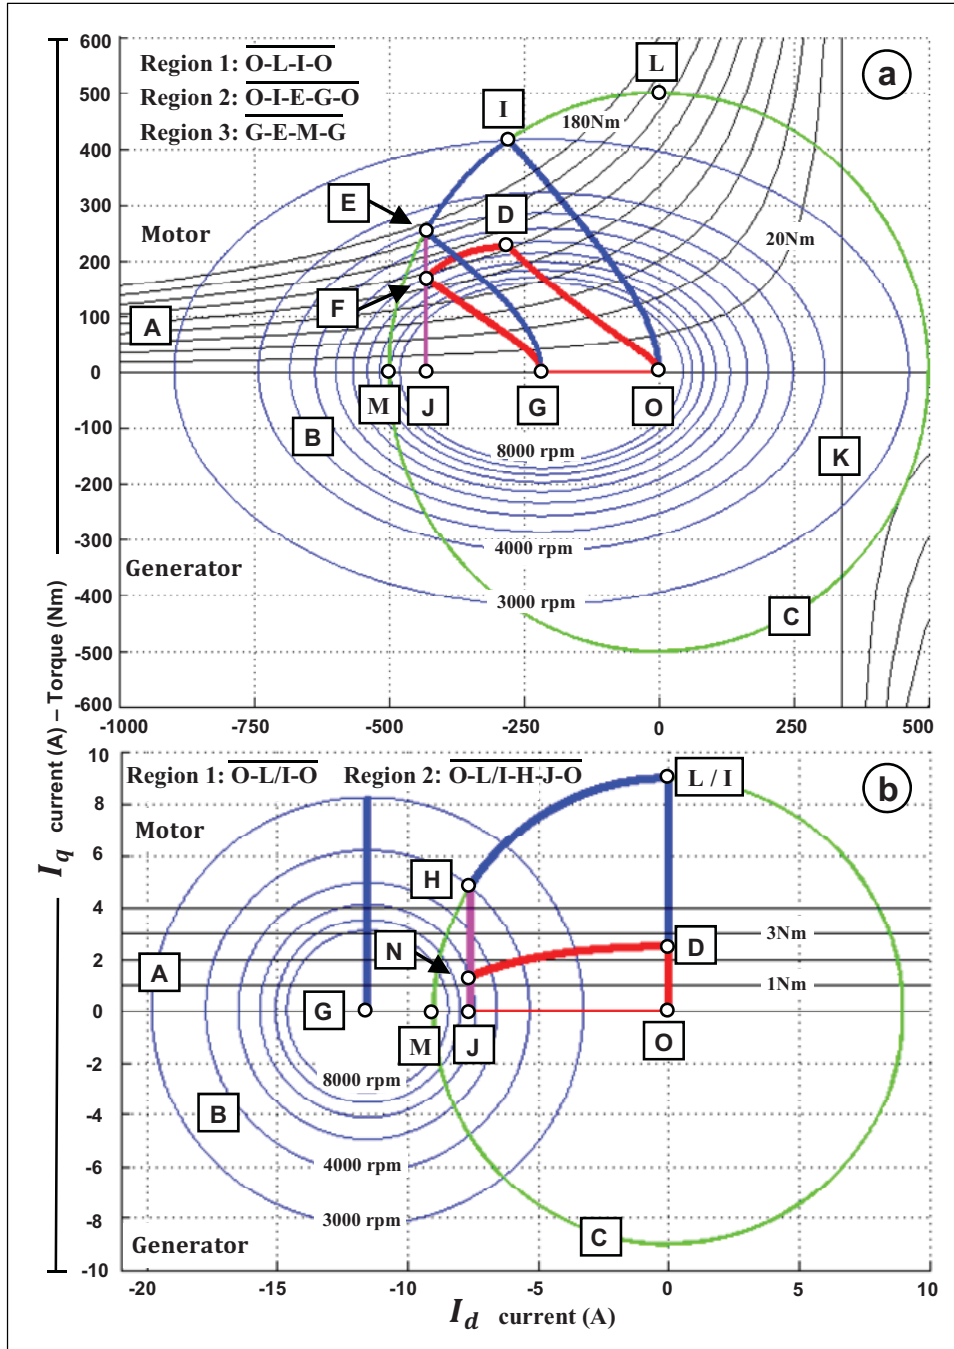 600
500
400
300
200
100
0
-100
-200
-300
-400
-500
-600
Region 1: O-L-I-O
Region 2: O-I-E-G-O
Region 3: G-E-M-G
L
a
I
180Nm
E
D
Motor
20Nm
F
A
M
J
G
O
B
8000 rpm
K
4000 rpm
Generator
3000 rpm
C
-1000
-750
-500
-250
0
250
500
Iq current (A) – Torque (Nm)
10
8
6
4
2
0
-2
-4
-6
-8
-10
Region 1: O-L/I-O
Region 2: O-L/I-H-J-O
L / I
b
Motor
H
3Nm
N
D
A
1Nm
G
M
J
O
8000 rpm
B
4000 rpm
3000 rpm
Generator
C
-20
-15
-10
-5
0
5
10
Id current (A)